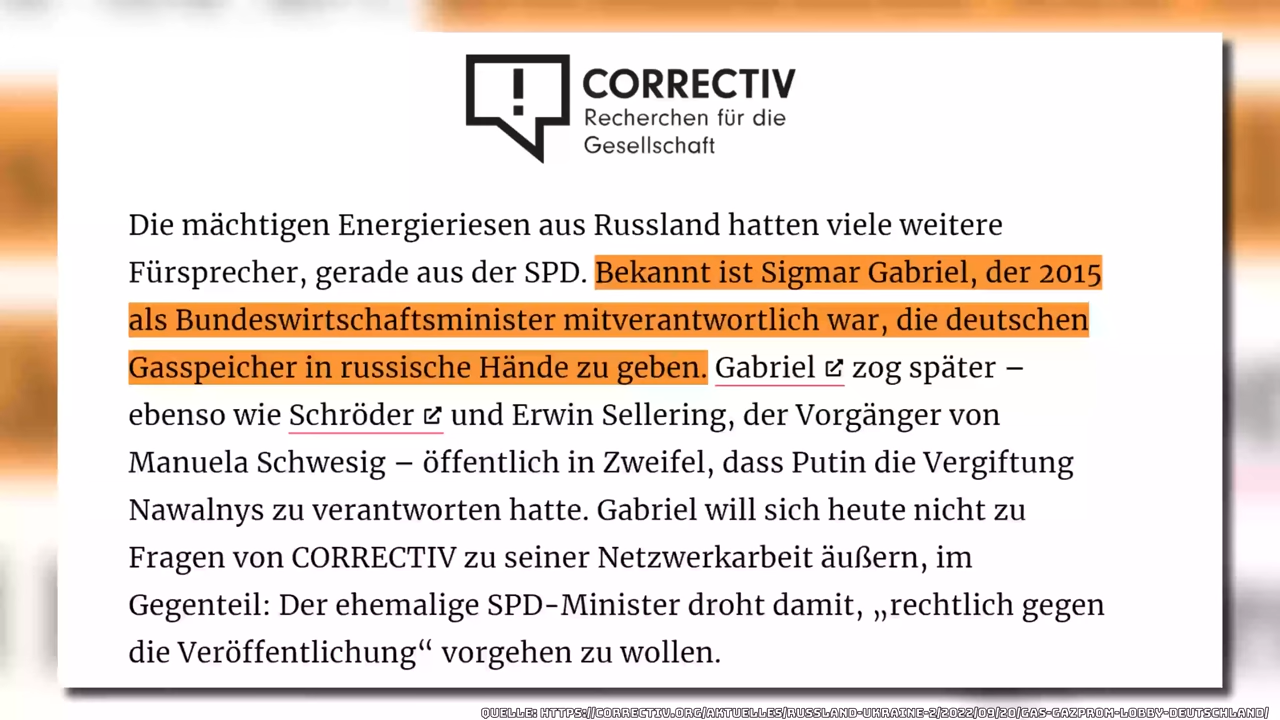 CORRECTIV
Recherchen für die
Gesellschaft
Die mächtigen Energieriesen aus Russland hatten viele weitere
Fürsprecher, gerade aus der SPD. Bekannt ist Sigmar Gabriel, der 2015
als Bundeswirtschaftsminister mitverantwortlich war, die deutschen
Gasspeicher in russische Hände zu geben. Gabriel zog später –
ebenso wie Schröder und Erwin Sellering, der Vorgänger von
Manuela Schwesig – öffentlich in Zweifel, dass Putin die Vergiftung
Nawalnys zu verantworten hatte. Gabriel will sich heute nicht zu
Fragen von CORRECTIV zu seiner Netzwerkarbeit äußern, im
Gegenteil: Der ehemalige SPD-Minister droht damit, „rechtlich gegen
die Veröffentlichung“ vorgehen zu wollen.
QUELLE: HTTPS://CORRECTIV.ORG/AKTUELLES/RUSSLAND-UKRAINE-2/2022/09/20/GAS-GAZPROM-LOBBY-DEUTSCHLAND/